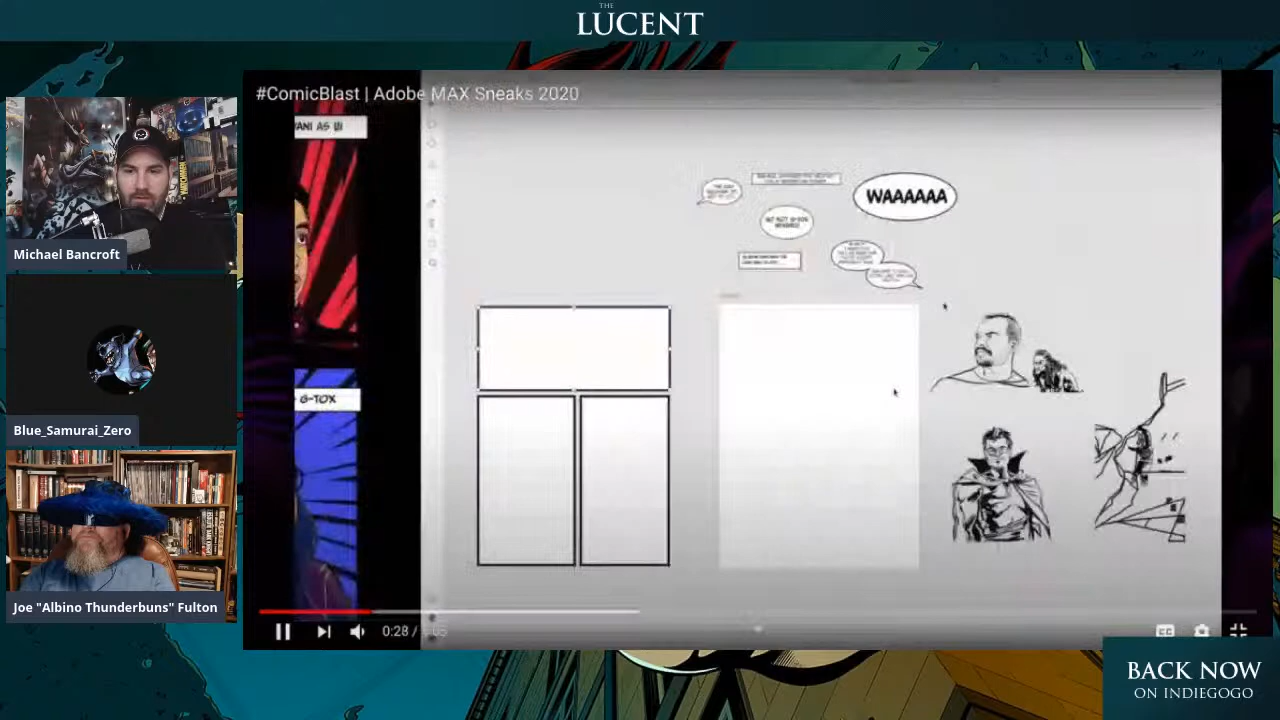 THE
LUCENT
#ComicBlast | Adobe MAX Sneaks 2020
WAAAAAA
G-TOX
Michael Bancroft
Blue_Samurai_Zero
Joe "Albino Thunderbuns" Fulton
0:28 /
BACK NOW
ON INDIEGOGO